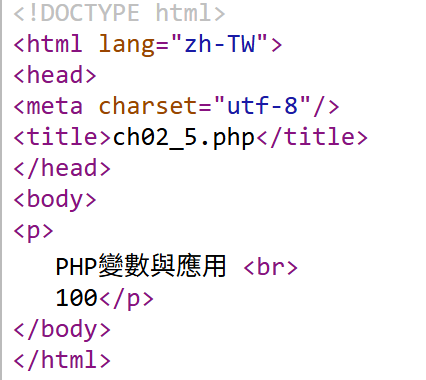 <!DOCTYPE html>
<html lang="zh-TW">
<head>
<meta charset="utf-8"/>
<title>ch02_5.php</title>
</head>
<body>
<p>
   PHP變數與應用 <br>
   100</p>
</body>
</html>